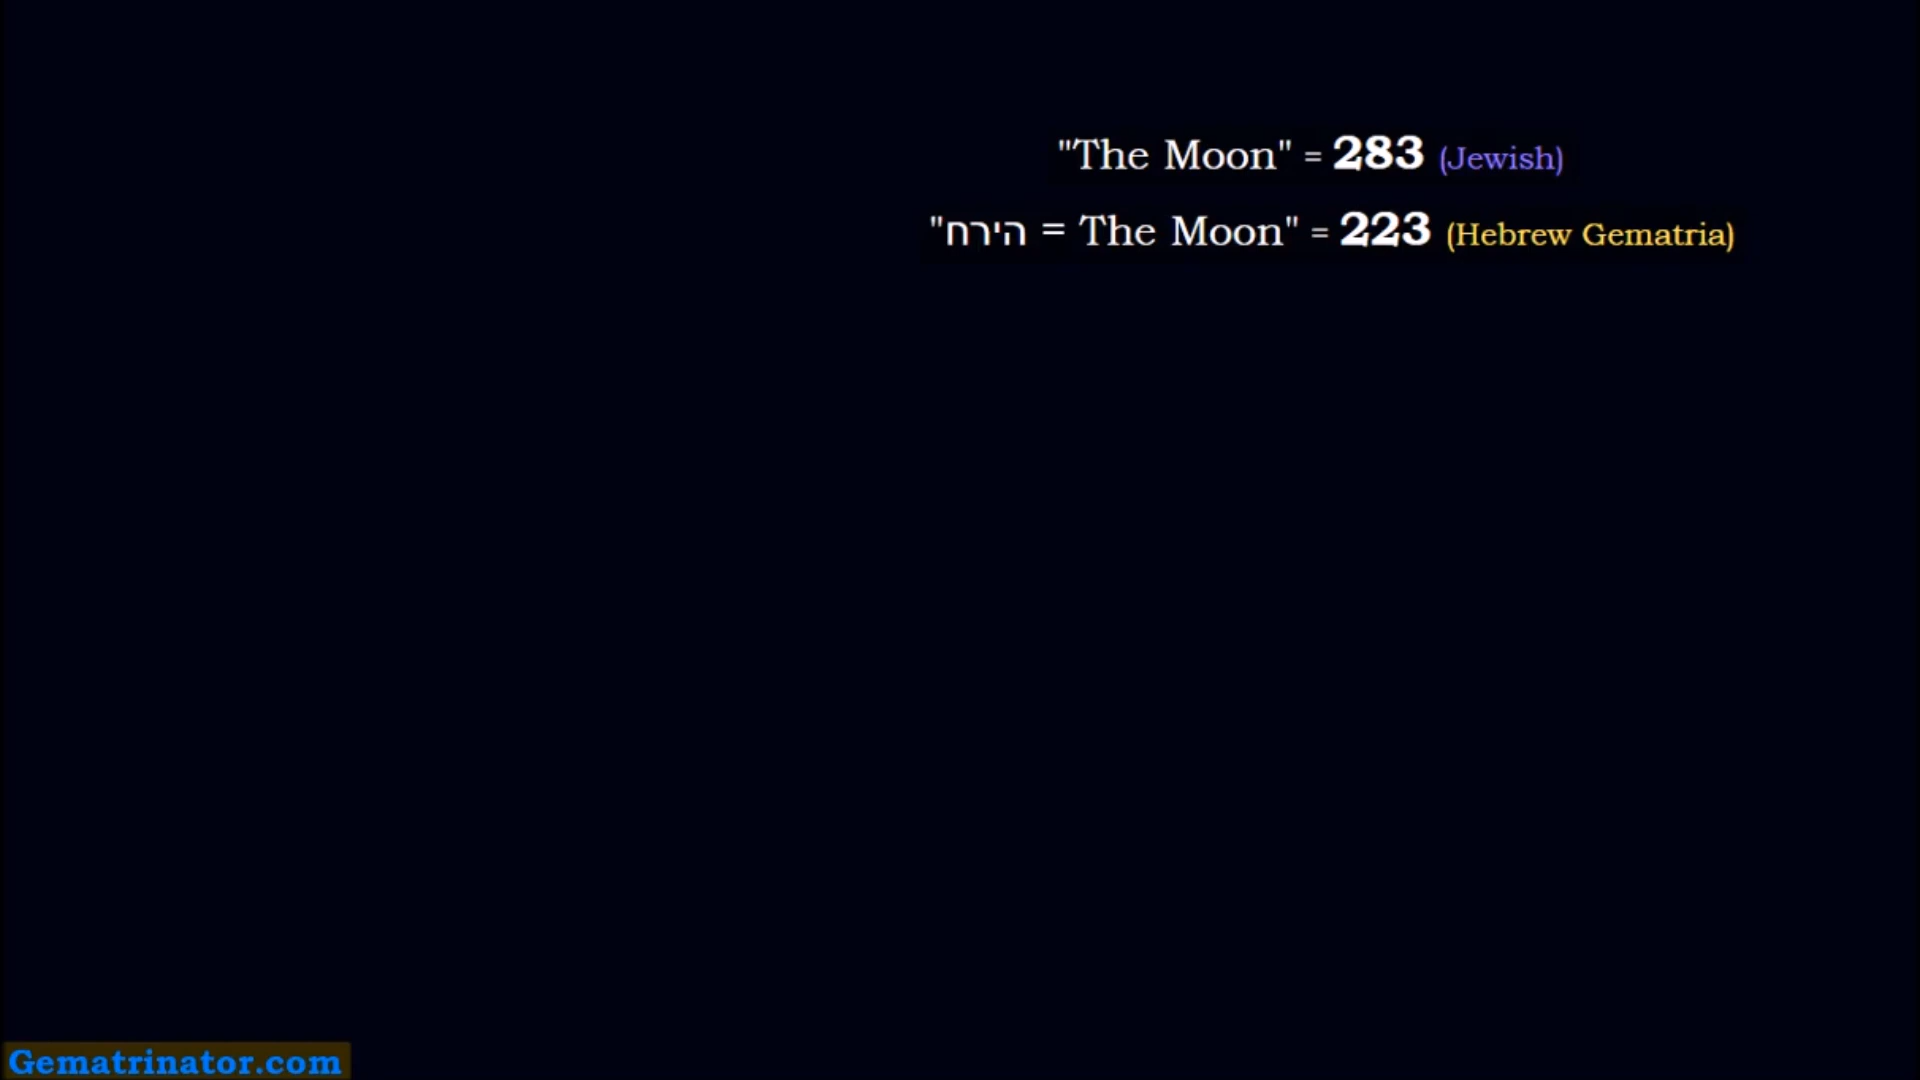 "The Moon" = 283 (Jewish)
"הירח = The Moon" = 223 (Hebrew Gematria)
Gematrinator.com